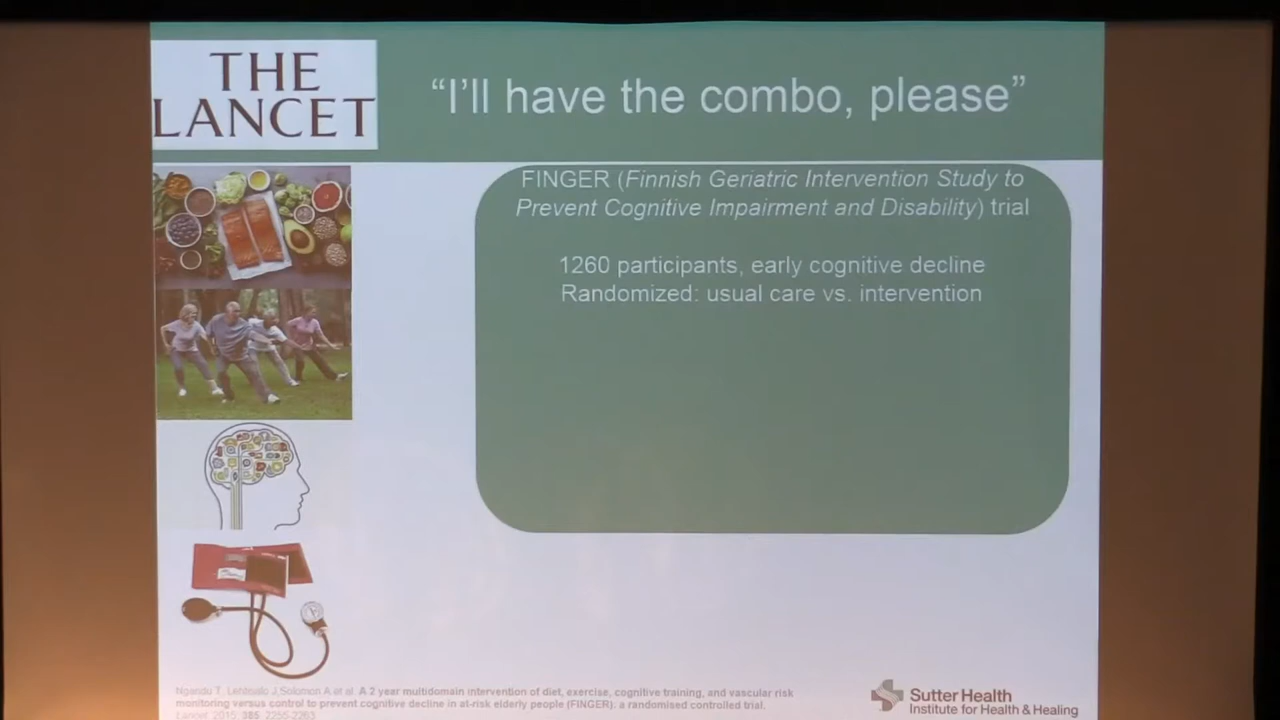 THE
LANCET
“I’ll have the combo, please”
FINGER (Finnish Geriatric Intervention Study to
Prevent Cognitive Impairment and Disability) trial
1260 participants, early cognitive decline
Randomized: usual care vs. intervention
Ngandu T, Lehtisalo J, Solomon A et al. A 2 year multidomain intervention of diet, exercise, cognitive training, and vascular risk
monitoring versus control to prevent cognitive decline in at-risk elderly people (FINGER): a randomised controlled trial.
Lancet. 2015; 385: 2255-2263
Sutter Health
Institute for Health & Healing